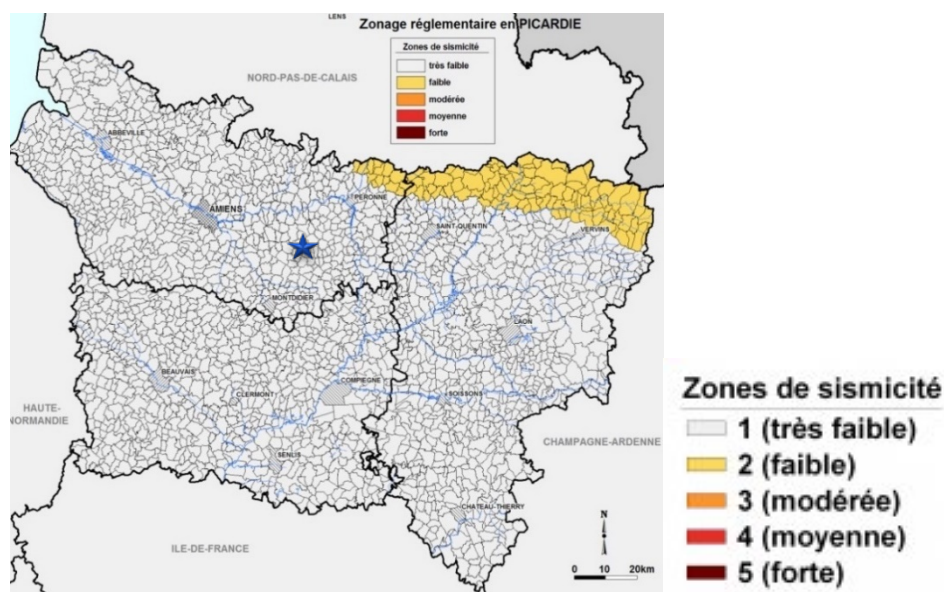 LENS
Zonage réglementaire en PICARDIE
Zones de sismicité
très faible
faible
modérée
moyenne
forte
NORD-PAS-DE-CALAIS
ABBEVILLE
AMIENS
PERONNE
SAINT-QUENTIN
VERVINS
MONTDIDIER
LAON
BEAUVAIS
COMPIEGNE
CLERMONT
SOISSONS
HAUTE-
NORMANDIE
CHAMPAGNE-ARDENNE
SENLIS
CHATEAU-THIERRY
ILE-DE-FRANCE
N
0 10 20km
Zones de sismicité
1 (très faible)
2 (faible)
3 (modérée)
4 (moyenne)
5 (forte)